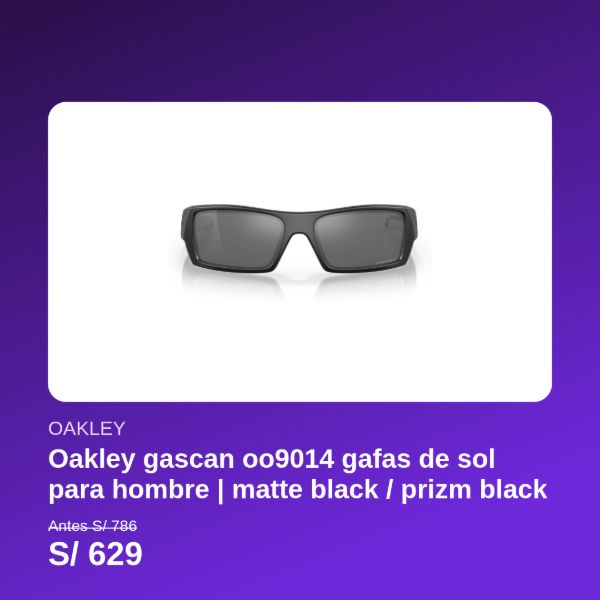 OAKLEY
Oakley gascan oo9014 gafas de sol
para hombre | matte black / prizm black
Antes S/ 786
S/ 629